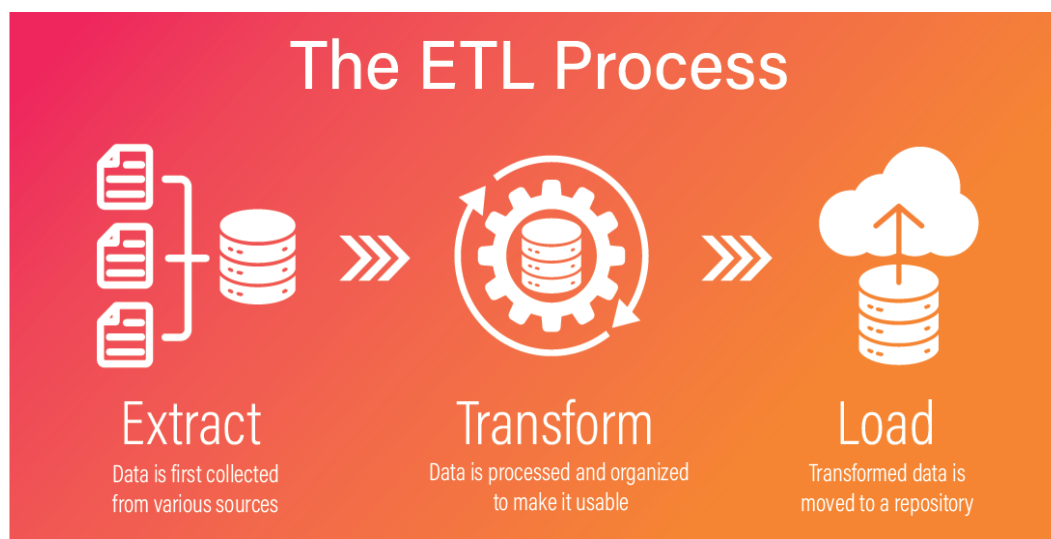 The ETL Process
Extract
Data is first collected
from various sources
Transform
Data is processed and organized
to make it usable
Load
Transformed data is
moved to a repository